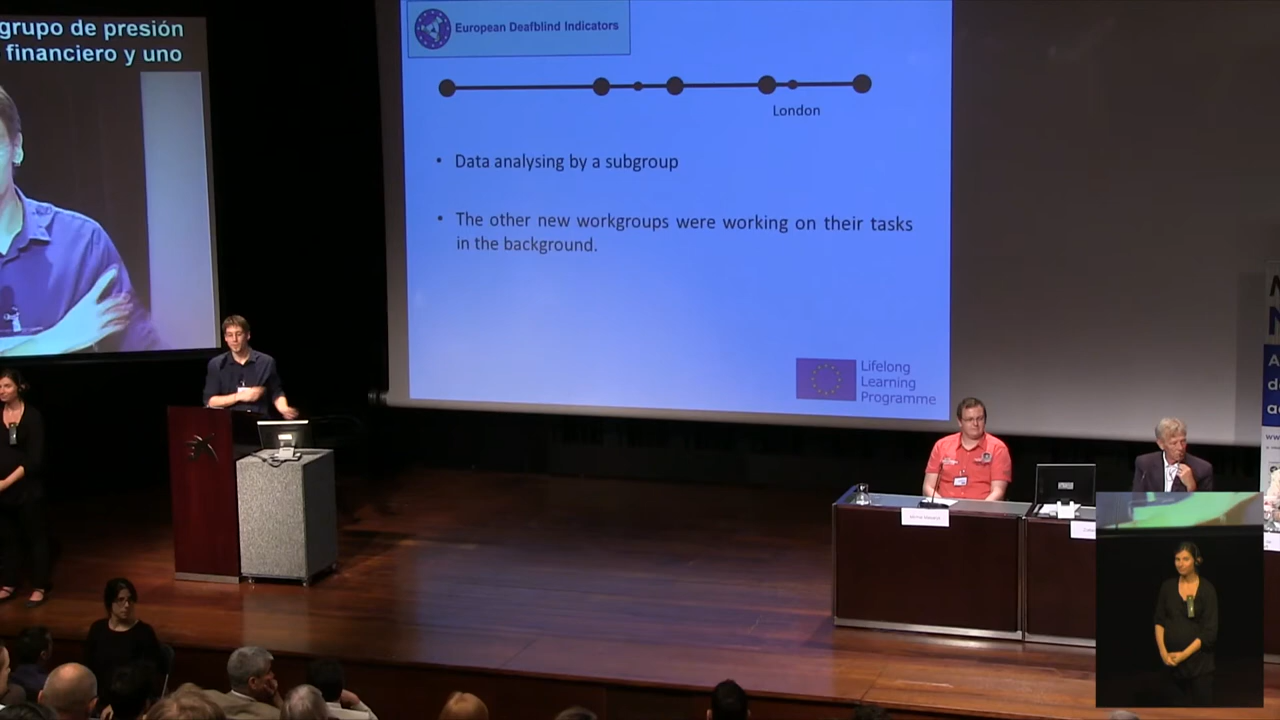 grupo de presión
financiero y uno
European Deafblind Indicators
London
• Data analysing by a subgroup
• The other new workgroups were working on their tasks
in the background.
Lifelong
Learning
Programme